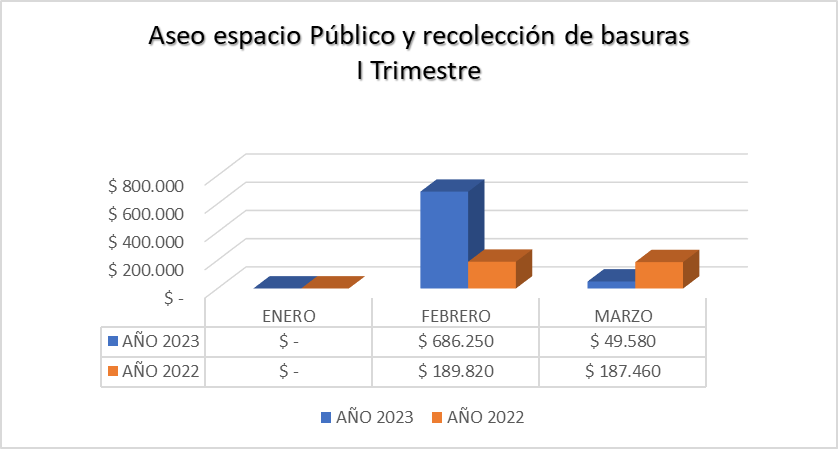 Aseo espacio Público y recolección de basuras
I Trimestre
$ 800.000
$ 600.000
$ 400.000
$ 200.000
$ -
ENERO FEBRERO MARZO
AÑO 2023 $ - $ 686.250 $ 49.580
AÑO 2022 $ - $ 189.820 $ 187.460
AÑO 2023 AÑO 2022